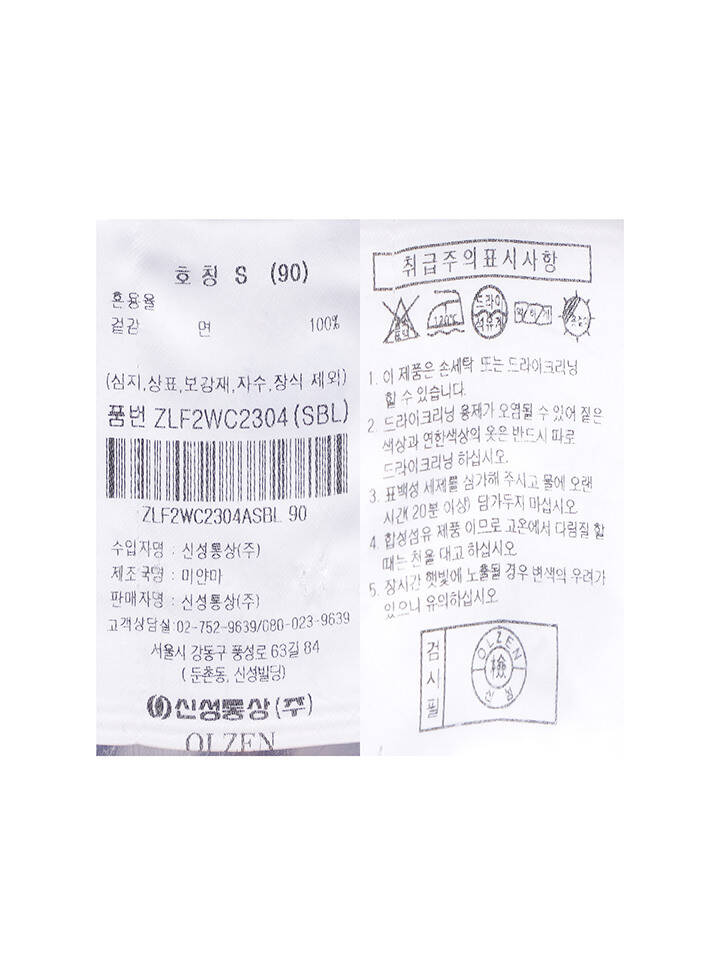 호칭 S (90)
혼용율
겉감 면 100%
(심지,상표,보강재,자수,장식 제외)
품번 ZLF2WC2304(SBL)
ZLF2WC2304ASBL 90
수입자명 : 신성통상(주)
제조국명 : 미얀마
판매자명 : 신성통상(주)
고객상담실:02-752-9639/080-023-9639
서울시 강동구 풍성로 63길 84
( 둔촌동, 신성빌딩)
신성통상(주)
OLZEN
취급주의표시사항
120℃
드라이
석유계
1. 이 제품은 손세탁 또는 드라이크리닝
할 수 있습니다.
2. 드라이크리닝 용제가 오염될 수 있어 짙은
색상과 연한색상의 옷은 반드시 따로
드라이크리닝 하십시오.
3. 표백성 세제를 삼가해 주시고 물에 오랜
시간( 20분 이상) 담가두지 마십시오
4. 합성섬유 제품 이므로 고온에서 다림질 할
때는 천을 대고 하십시오
5. 장시간 햇빛에 노출될 경우 변색의 우려가
있으니 유의하십시오
검시필
OLZEN
檢
신성